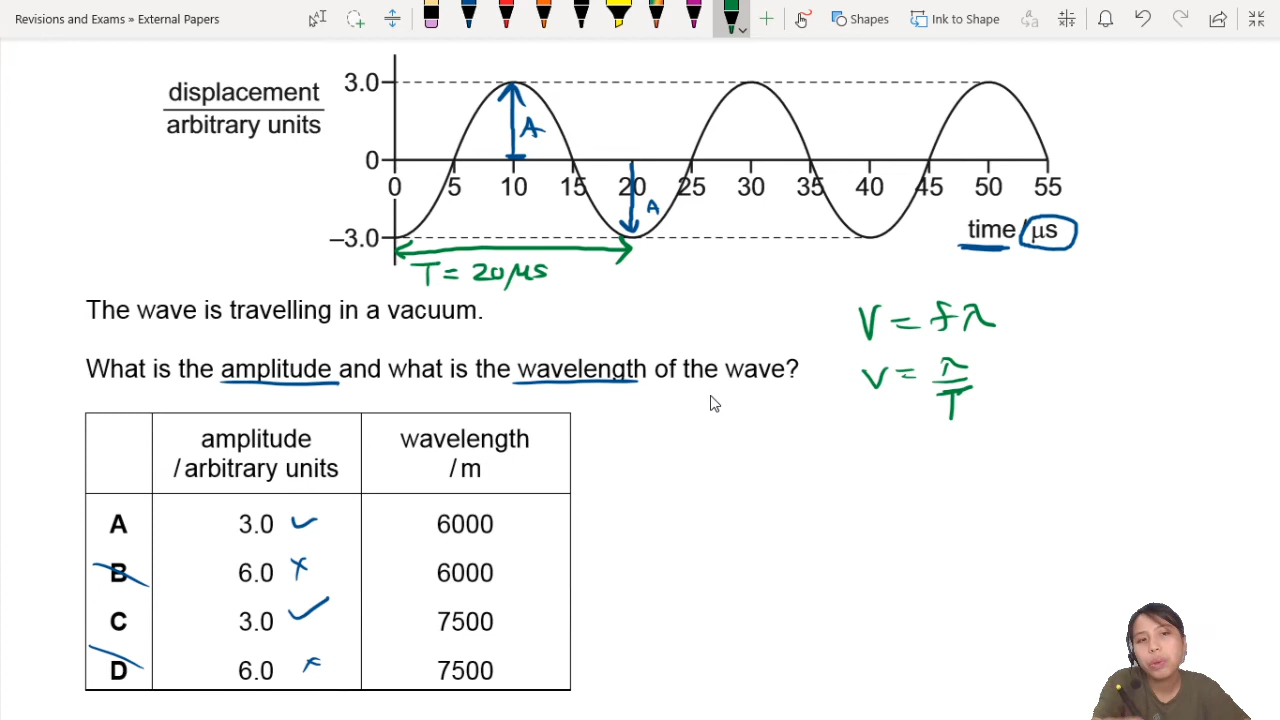 Revisions and Exams » External Papers
Shapes
Ink to Shape
displacement
arbitrary units
3.0
0
–3.0
A
A
0 5 10 15 20 25 30 35 40 45 50 55
time / μs
T = 20 μs
The wave is travelling in a vacuum.
V = fλ
What is the amplitude and what is the wavelength of the wave?
v = λ
T
amplitude wavelength
/ arbitrary units / m
A 3.0 ✓ 6000
B 6.0 x 6000
C 3.0 ✓ 7500
D 6.0 x 7500